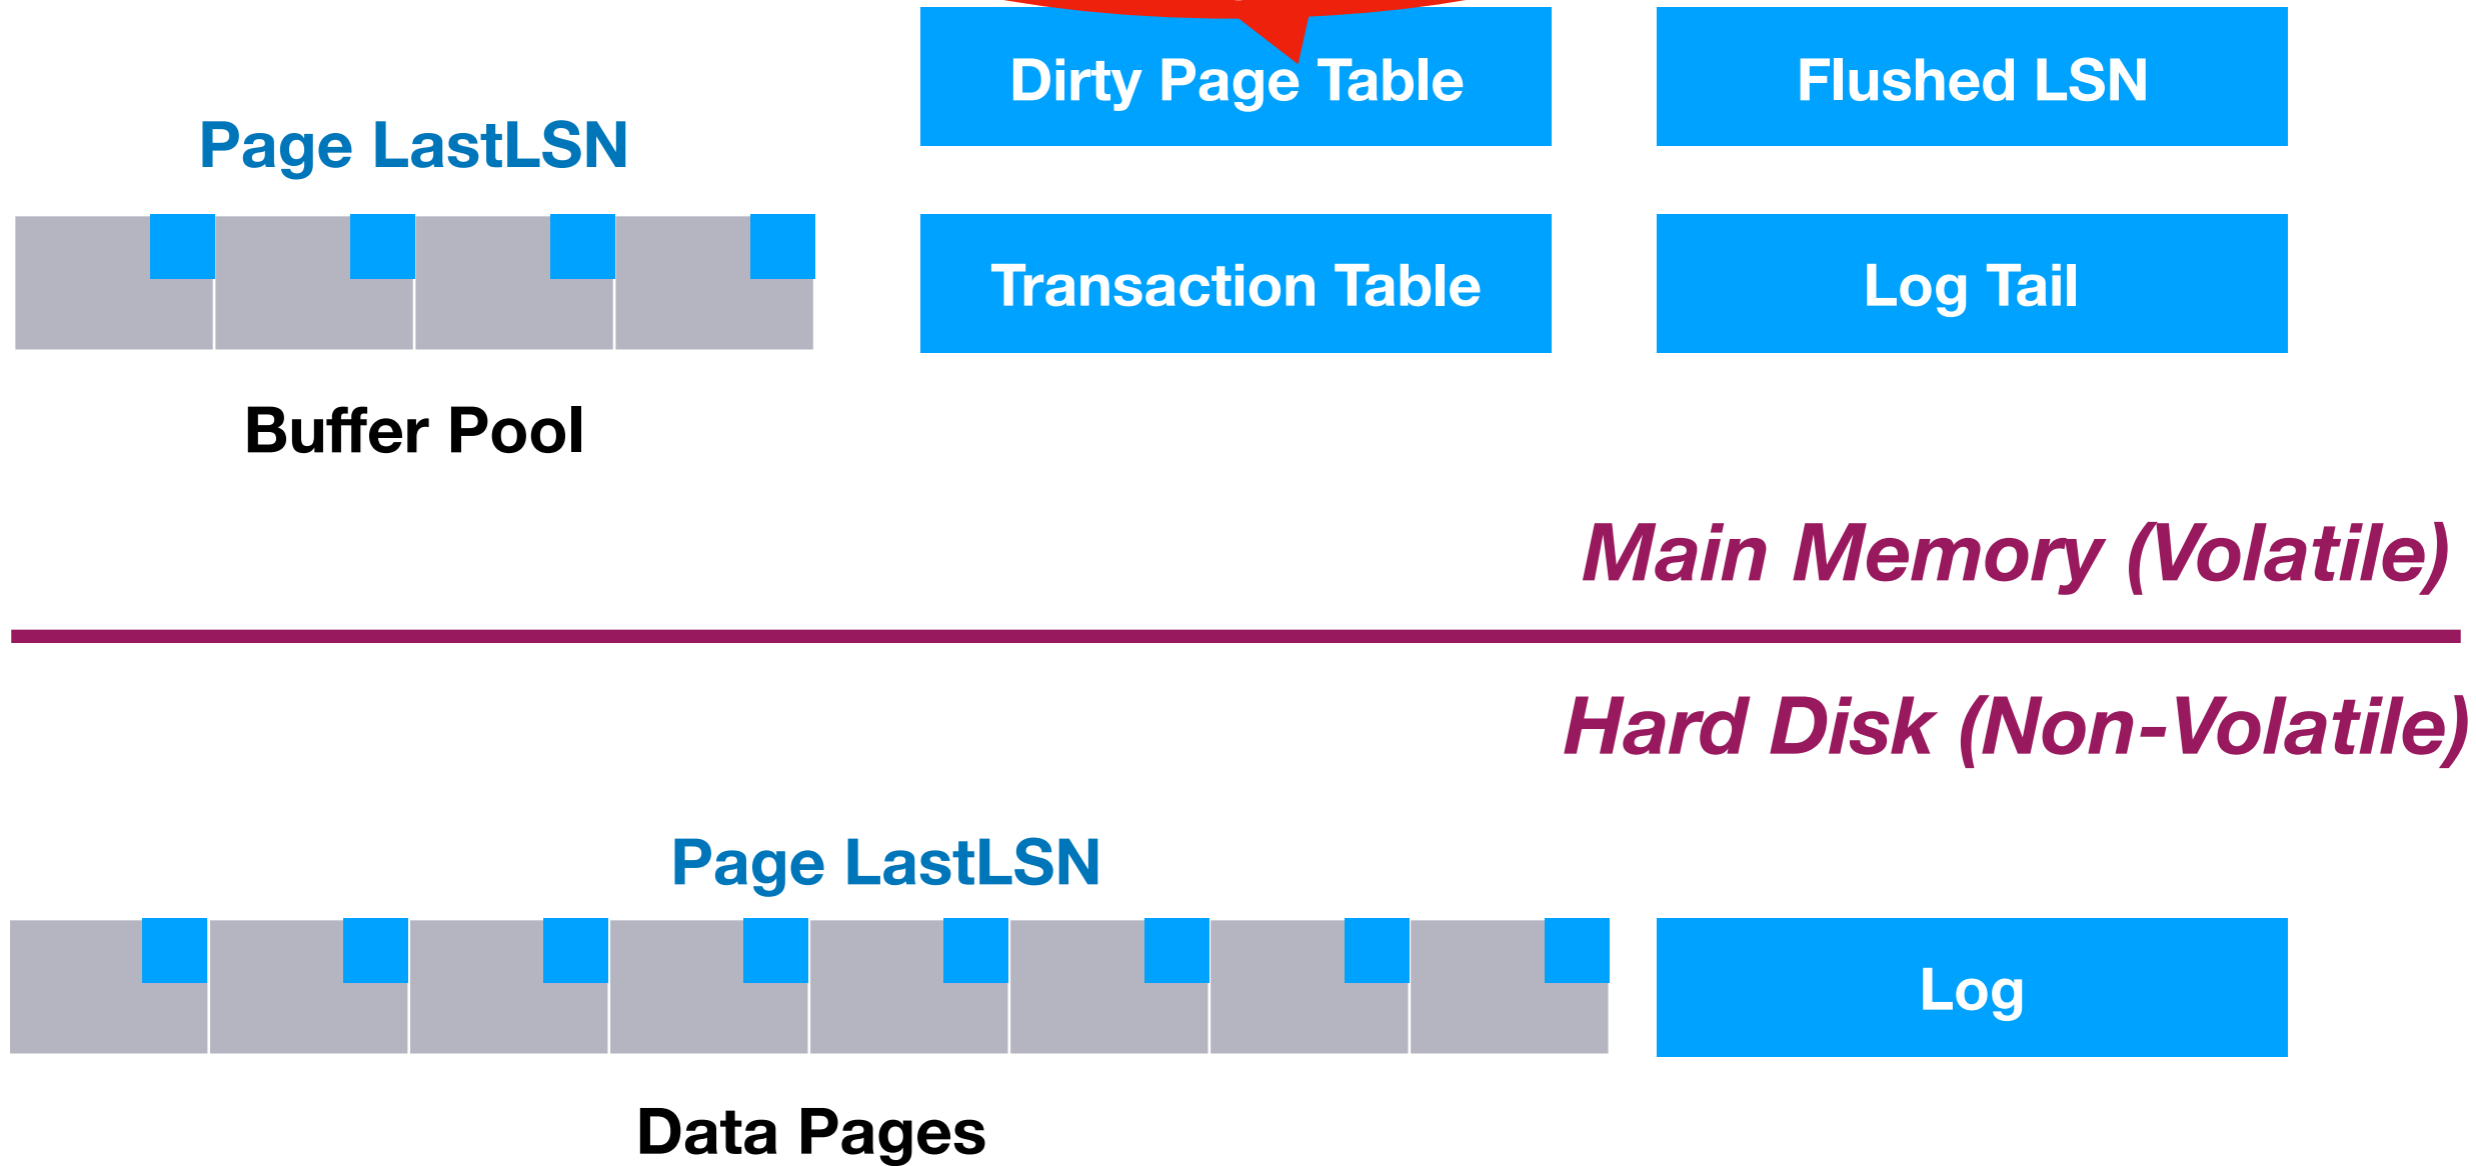 Dirty Page Table
Flushed LSN
Page LastLSN
Transaction Table
Log Tail
Buffer Pool
Main Memory (Volatile)
Hard Disk (Non-Volatile)
Page LastLSN
Log
Data Pages